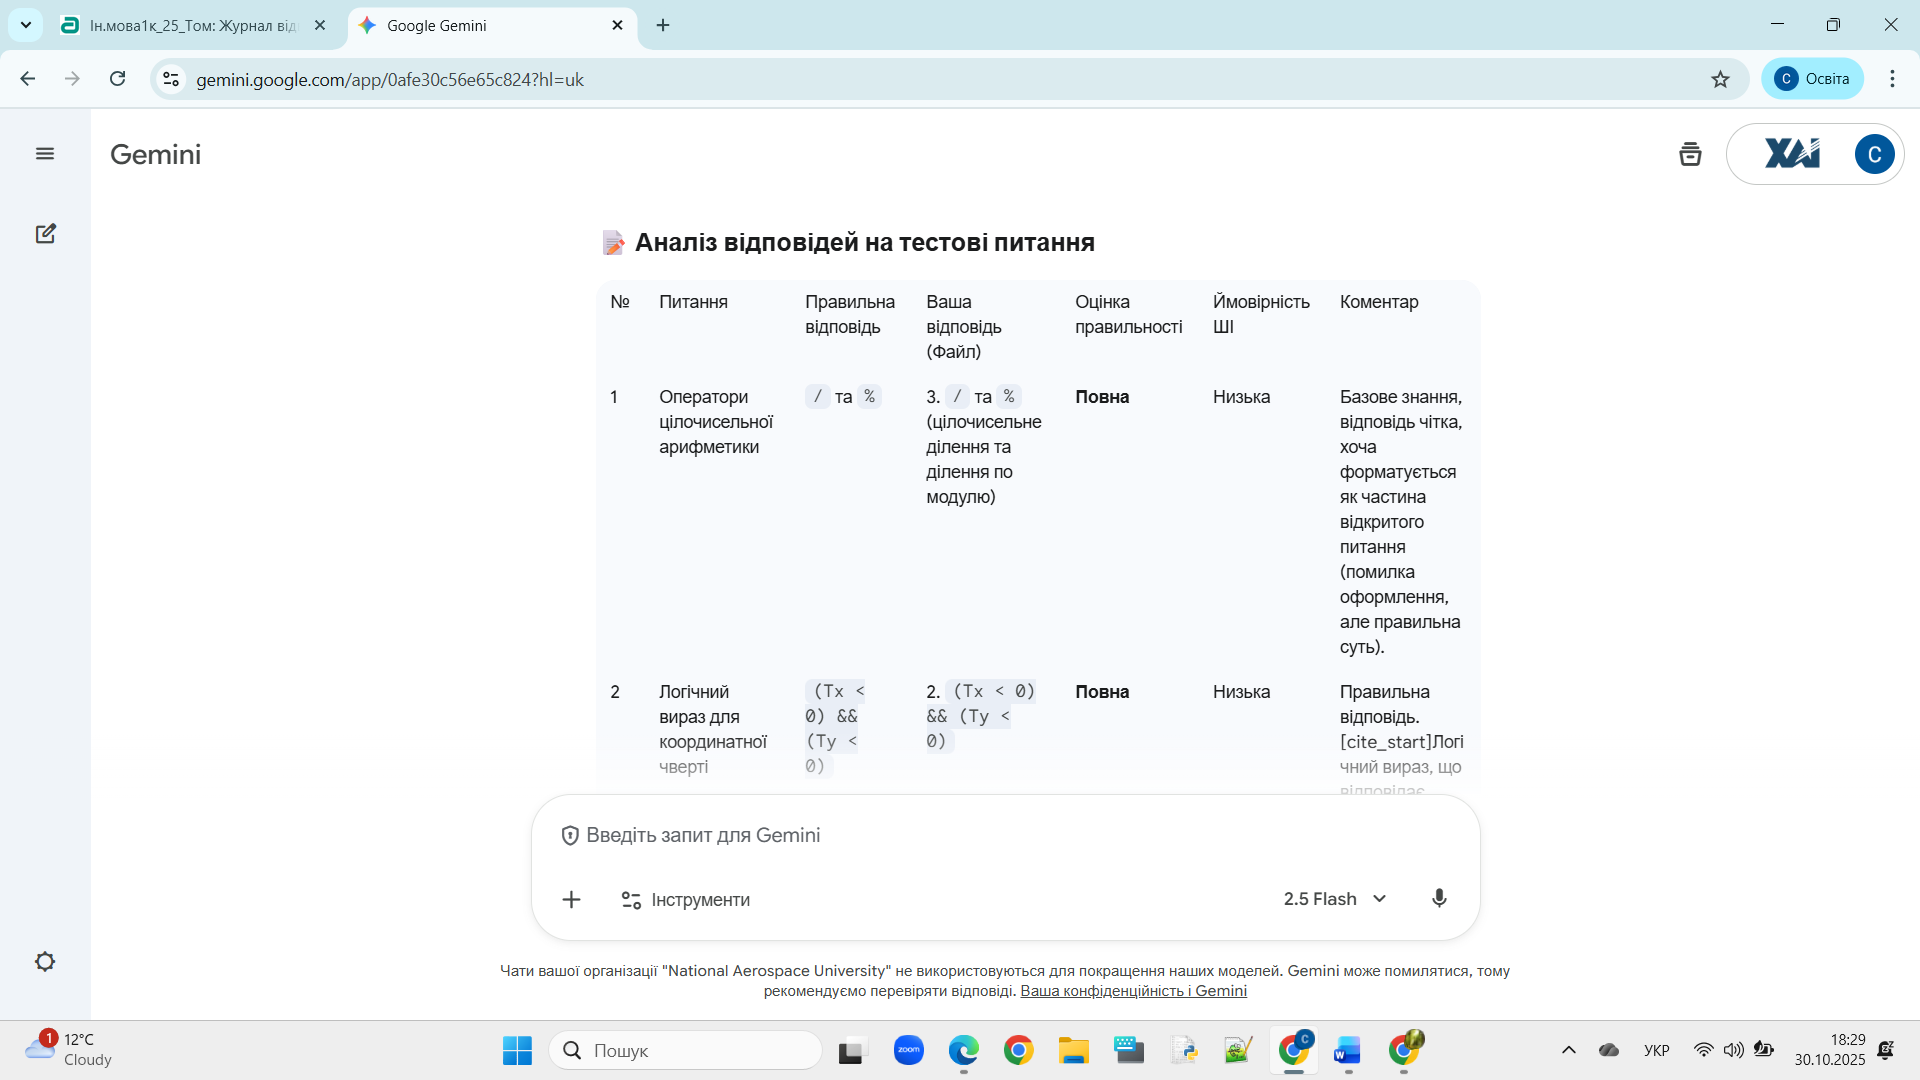 Ін.мова1к_25_Том: Журнал від
Google Gemini
gemini.google.com/app/0afe30c56e65c824?hl=uk
С Освіта
Gemini
XAI
С
Аналіз відповідей на тестові питання
№ Питання Правильна відповідь Ваша відповідь (Файл) Оцінка правильності Ймовірність ШІ Коментар
1 Оператори цілочисельної арифметики / та % 3. / та % (цілочисельне ділення та ділення по модулю) Повна Низька Базове знання, відповідь чітка, хоча форматується як частина відкритого питання (помилка оформлення, але правильна суть).
2 Логічний вираз для координатної чверті (Tx < 0) && (Ty < 0) 2. (Tx < 0) && (Ty < 0) Повна Низька Правильна відповідь. [cite_start]Логічний вираз, що відповідає
Введіть запит для Gemini
Інструменти
2.5 Flash
Чати вашої організації "National Aerospace University" не використовуються для покращення наших моделей. Gemini може помилятися, тому
рекомендуємо перевіряти відповіді. Ваша конфіденційність і Gemini
1
12°C
Cloudy
Пошук
zoom
C
W
УКР
18:29
30.10.2025